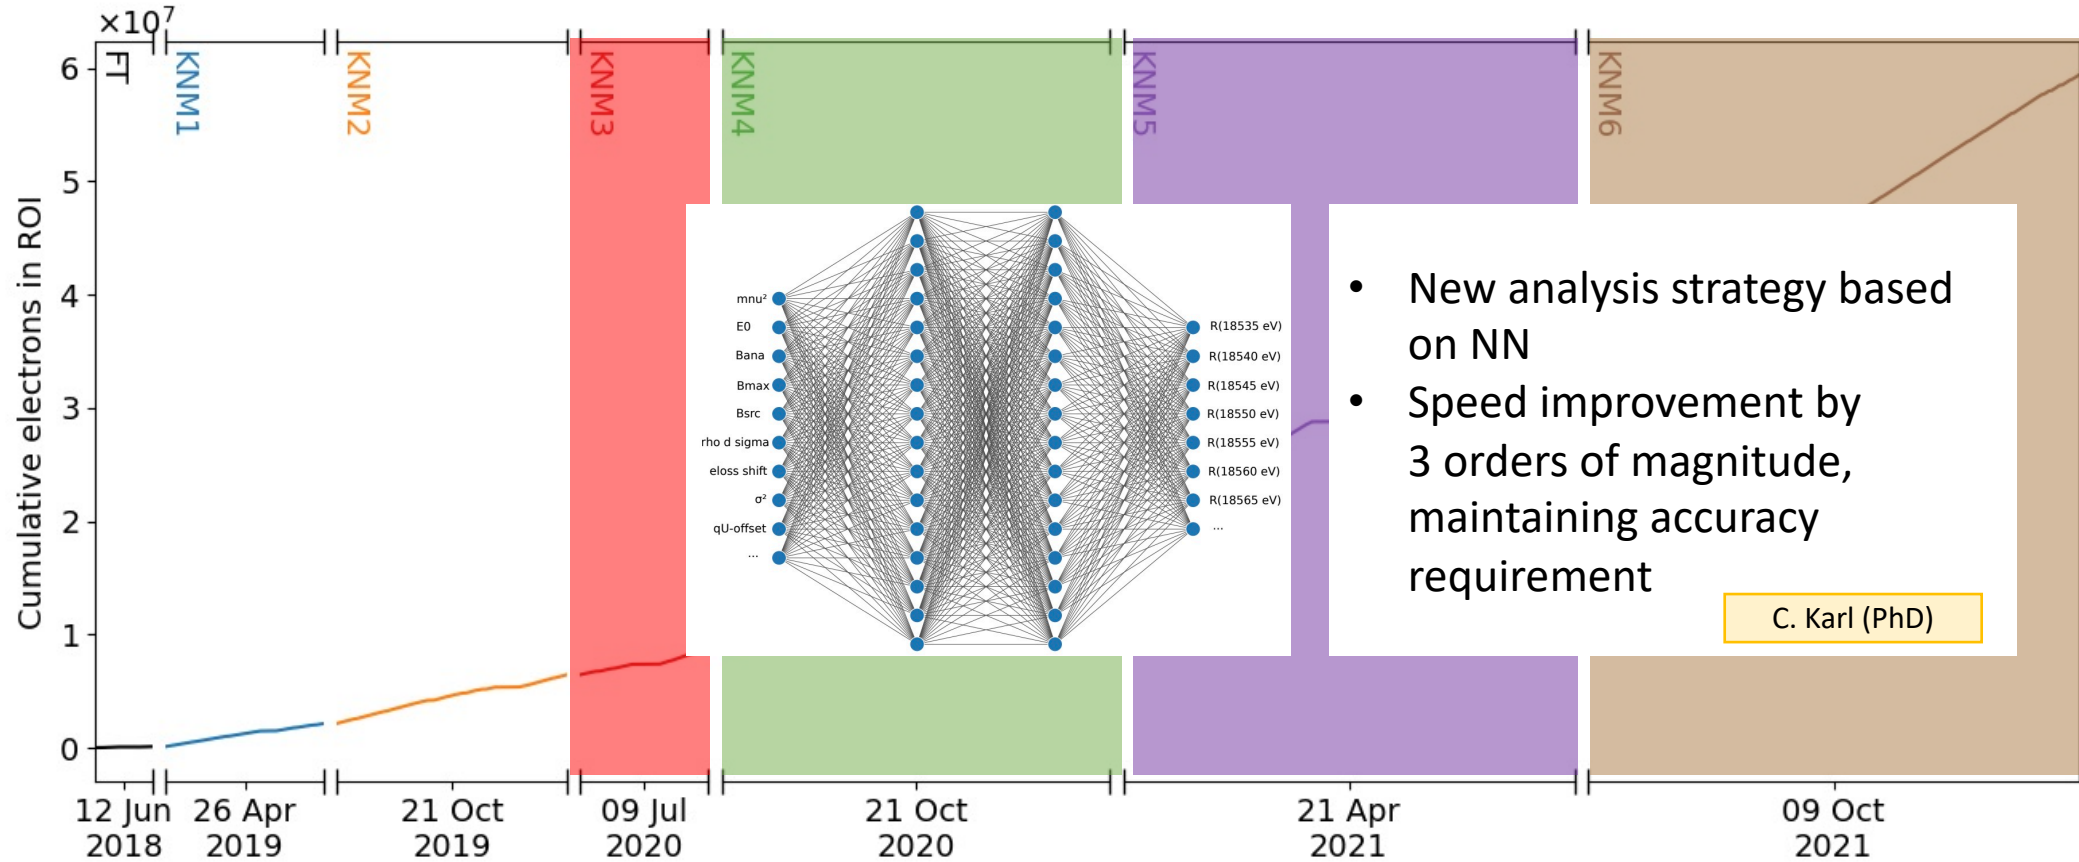 ×10⁷
Cumulative electrons in ROI
6
5
4
3
2
1
0
FT
KNM1
KNM2
KNM3
KNM4
KNM5
KNM6
mnu²
E0
Bana
Bmax
Bsrc
rho d sigma
eloss shift
σ²
qU-offset
...
R(18535 eV)
R(18540 eV)
R(18545 eV)
R(18550 eV)
R(18555 eV)
R(18560 eV)
R(18565 eV)
...
• New analysis strategy based
on NN
• Speed improvement by
3 orders of magnitude,
maintaining accuracy
requirement
C. Karl (PhD)
12 Jun
2018
26 Apr
2019
21 Oct
2019
09 Jul
2020
21 Oct
2020
21 Apr
2021
09 Oct
2021